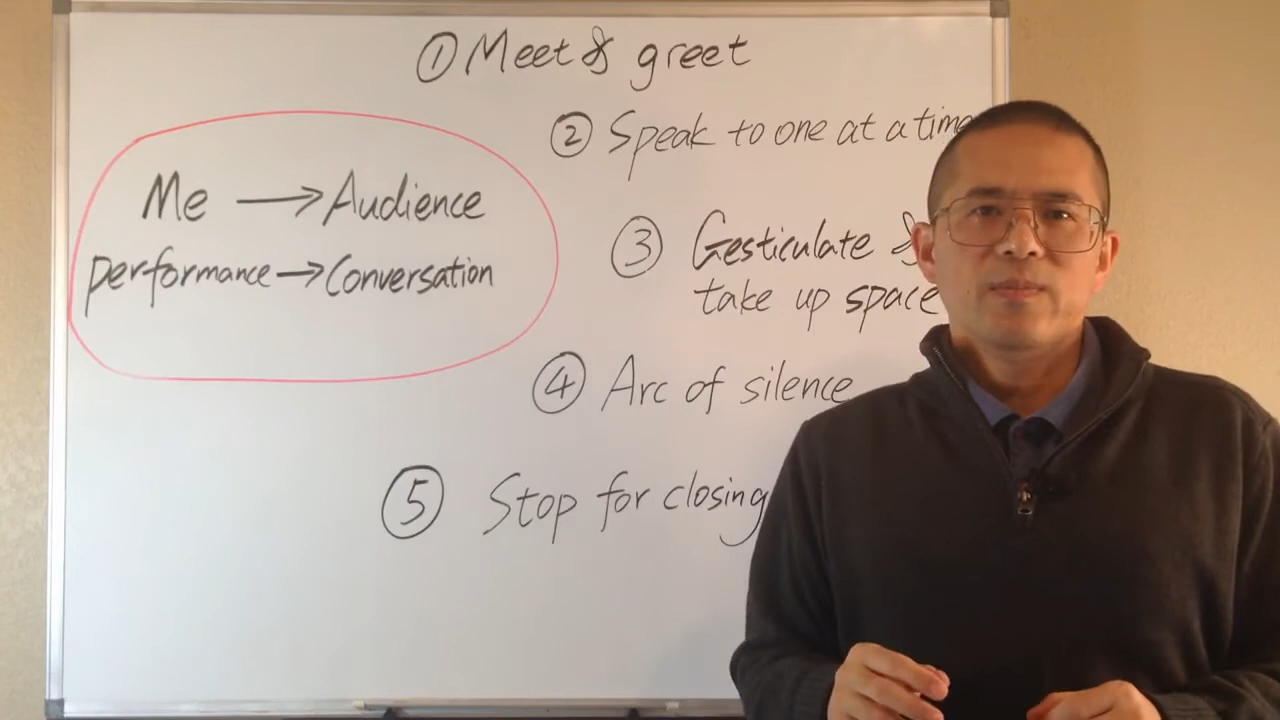 ① Meet & greet
② Speak to one at a time
Me → Audience
performance → Conversation
③ Gesticulate &
take up space
④ Arc of silence
⑤ Stop for closing